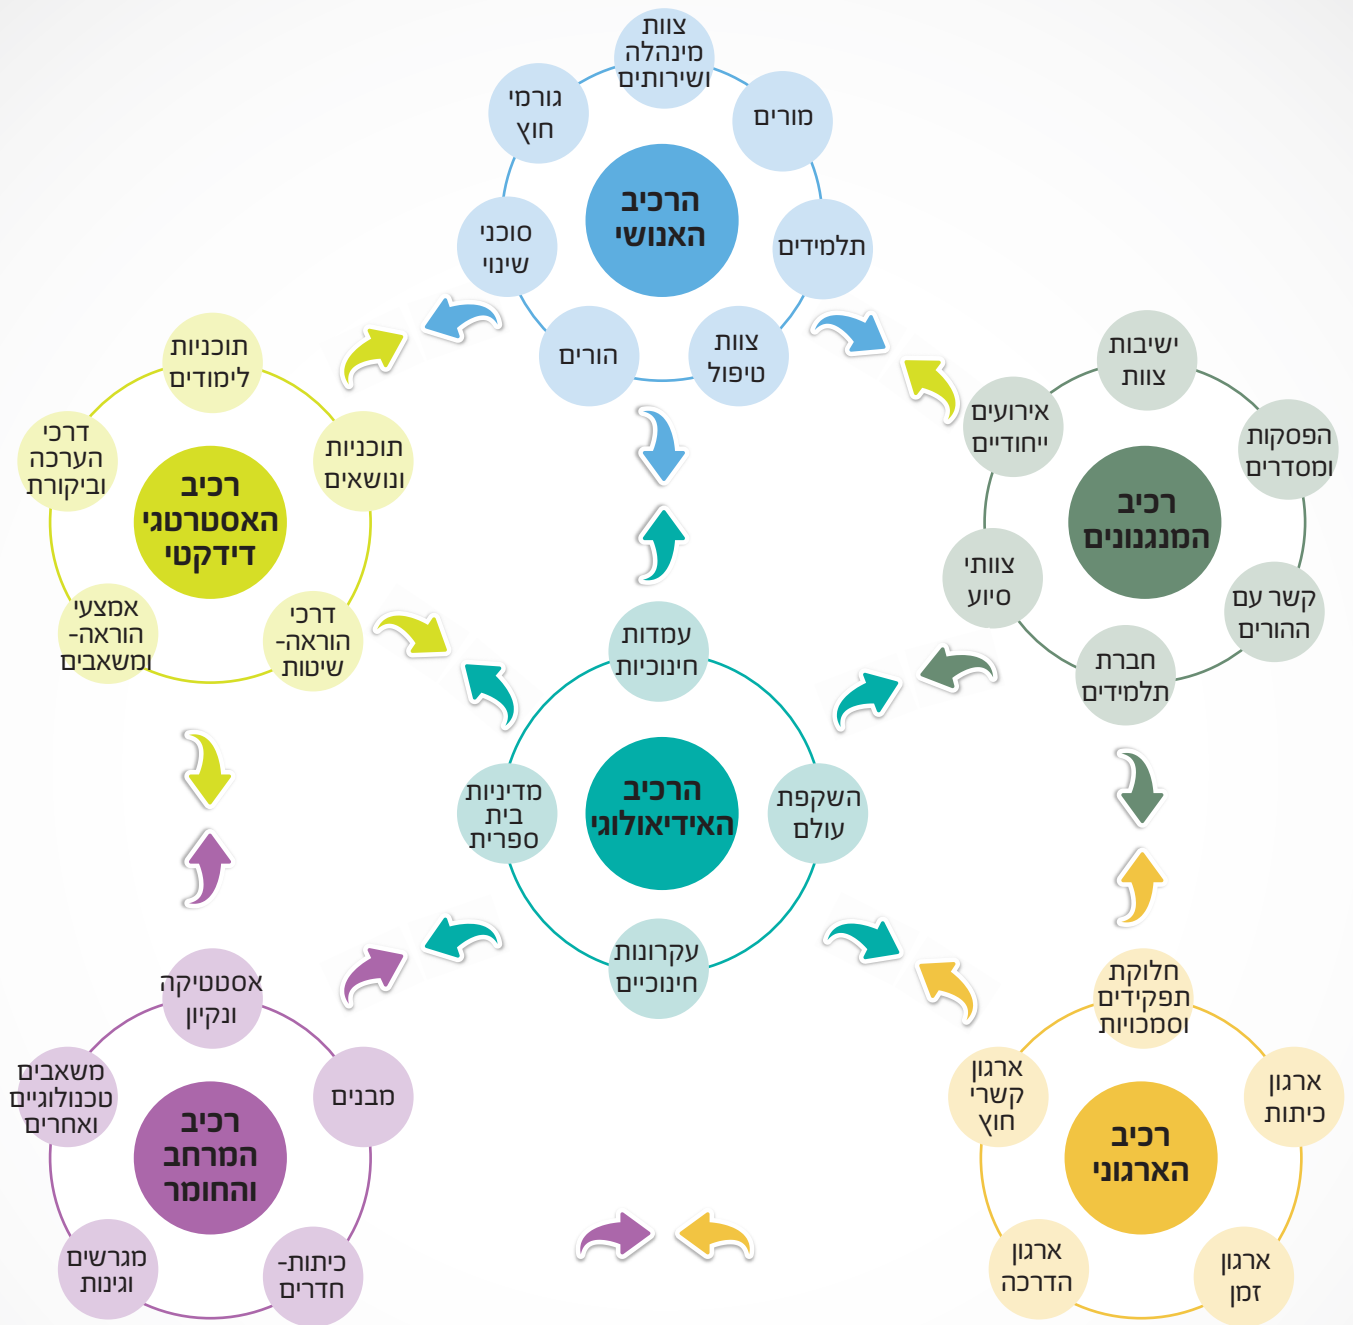 צוות
מינהלה
ושירותים
גורמי
חוץ
מורים
הרכיב
האנושי
סוכני
שינוי
תלמידים
הורים
צוות
טיפול
ישיבות
צוות
אירועים
ייחודיים
הפסקות
ומסדרים
רכיב
המנגנונים
צוותי
סיוע
קשר עם
ההורים
חברת
תלמידים
תוכניות
לימודים
תוכניות
ונושאים
דרכי
הערכה
וביקורת
רכיב
האסטרטגי
דידקטי
דרכי
הוראה-
שיטות
אמצעי
הוראה-
ומשאבים
עמדות
חינוכיות
השקפת
עולם
הרכיב
האידיאולוגי
מדיניות
בית
ספרית
עקרונות
חינוכיים
חלוקת
תפקידים
וסמכויות
ארגון
כיתות
ארגון
קשרי
חוץ
רכיב
הארגוני
ארגון
זמן
ארגון
הדרכה
אסטטיקה
ונקיון
מבנים
משאבים
טכנולוגיים
ואחרים
רכיב
המרחב
והחומר
כיתות-
חדרים
מגרשים
וגינות